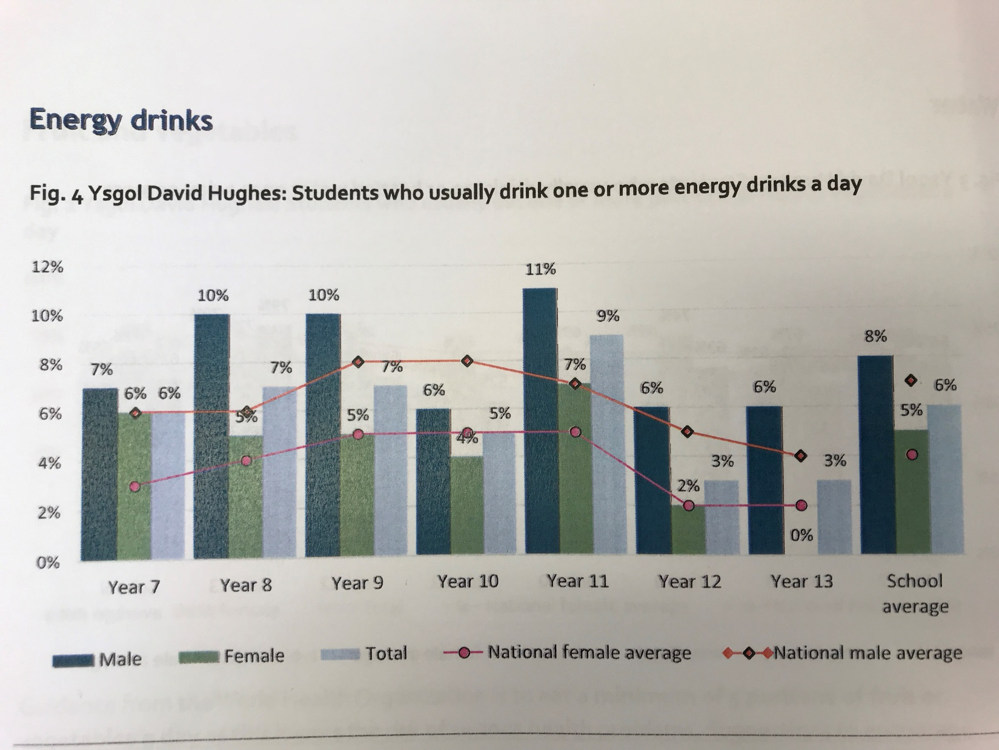 Energy drinks
Fig. 4 Ysgol David Hughes: Students who usually drink one or more energy drinks a day
12%
10%
8%
6%
4%
2%
0%
7%
6%
6%
10%
5%
7%
10%
5%
7%
6%
4%
5%
11%
7%
9%
6%
2%
3%
6%
0%
3%
8%
5%
6%
Year 7
Year 8
Year 9
Year 10
Year 11
Year 12
Year 13
School
average
Male
Female
Total
National female average
National male average